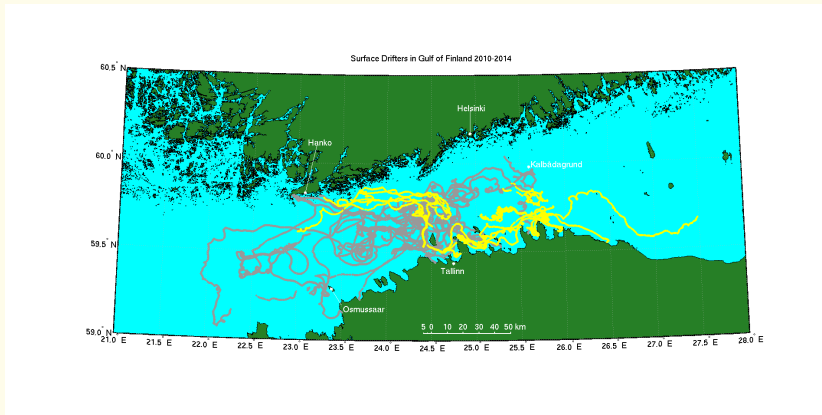 Surface Drifters in Gulf of Finland 2010-2014
60.5° N
Helsinki
Hanko
60.0° N
Kalbådagrund
59.5° N
Tallinn
Osmussaar
5 0 10 20 30 40 50 km
59.0° N
21.0 E 21.5 E 22.0 E 22.5 E 23.0 E 23.5 E 24.0 E 24.5 E 25.0 E 25.5 E 26.0 E 26.5 E 27.0 E 27.5 E 28.0 E